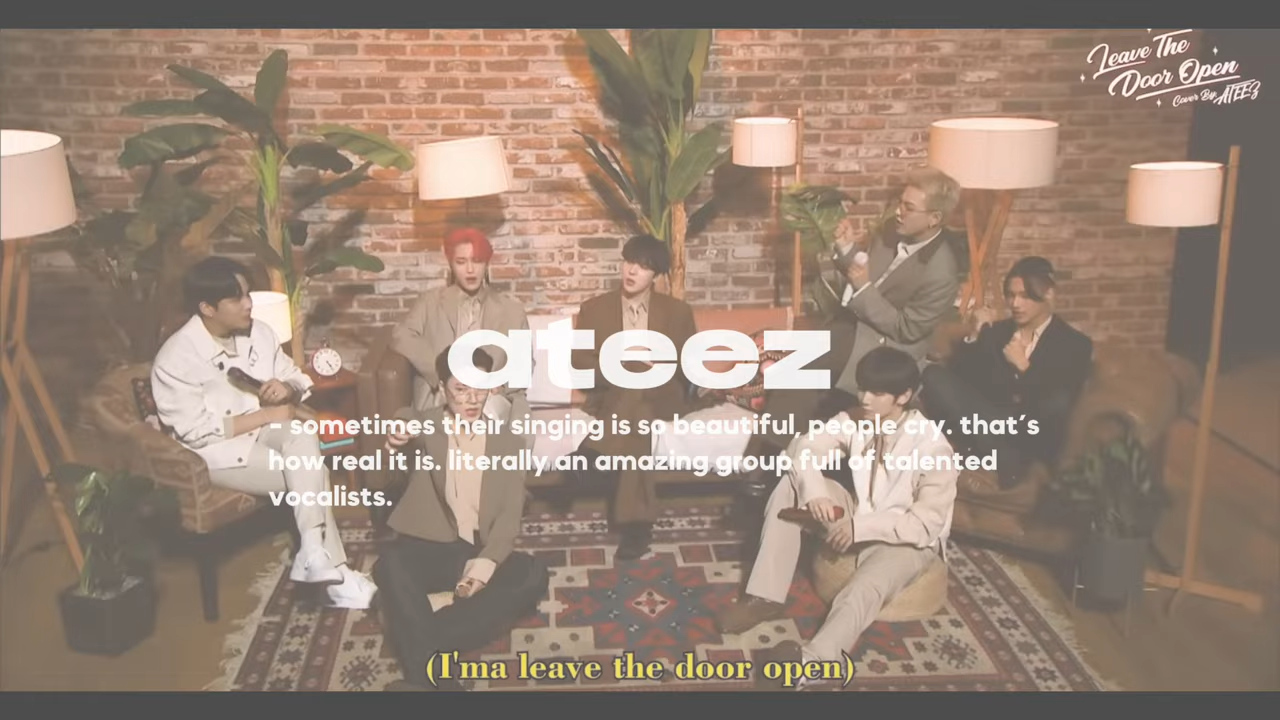 Leave The
Door Open
Cover By ATEEZ
ateez
- sometimes their singing is so beautiful, people cry. that's
how real it is. literally an amazing group full of talented
vocalists.
(I'ma leave the door open)